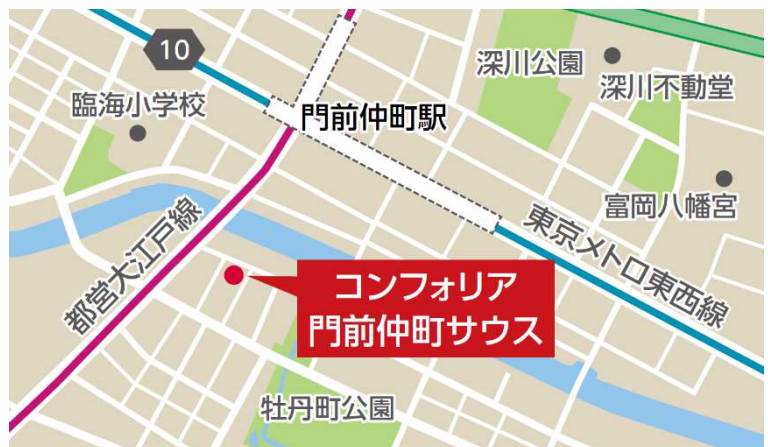 10
臨海小学校
門前仲町駅
深川公園
深川不動堂
富岡八幡宮
東京メトロ東西線
都営大江戸線
コンフォリア
門前仲町サウス
牡丹町公園